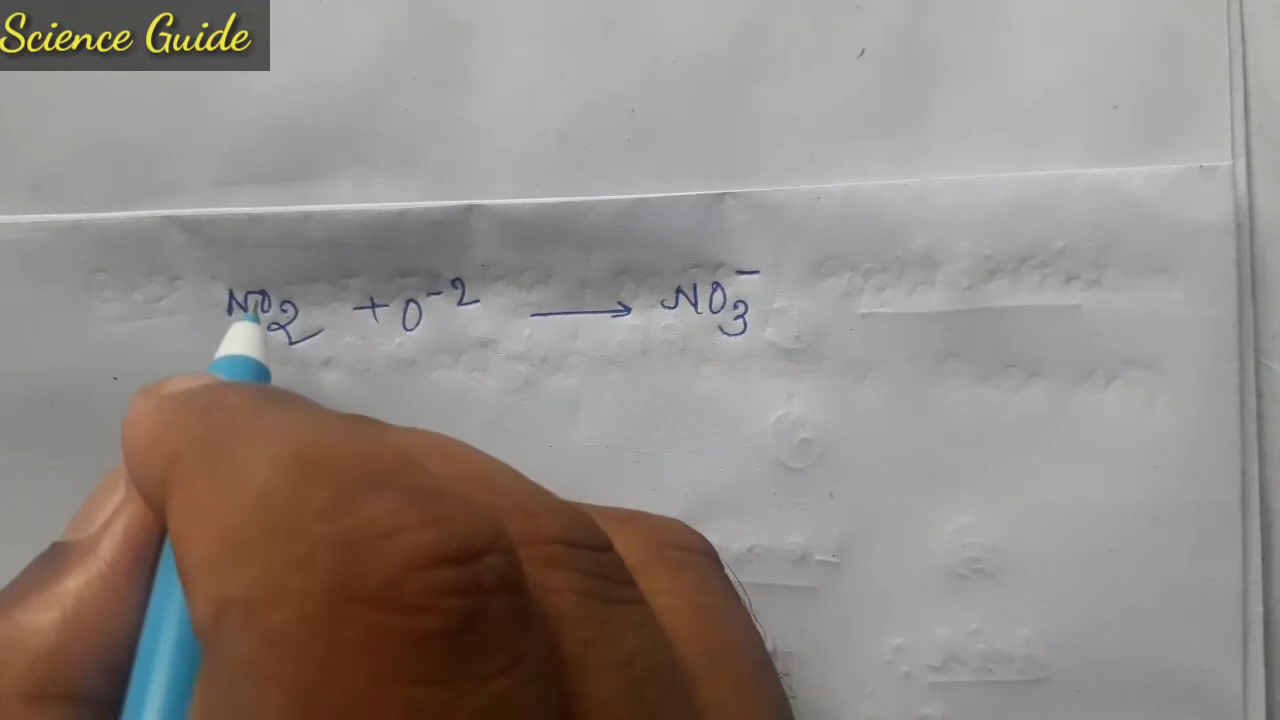 Science Guide
NO₂ + O⁻² ⟶ NO₃⁻